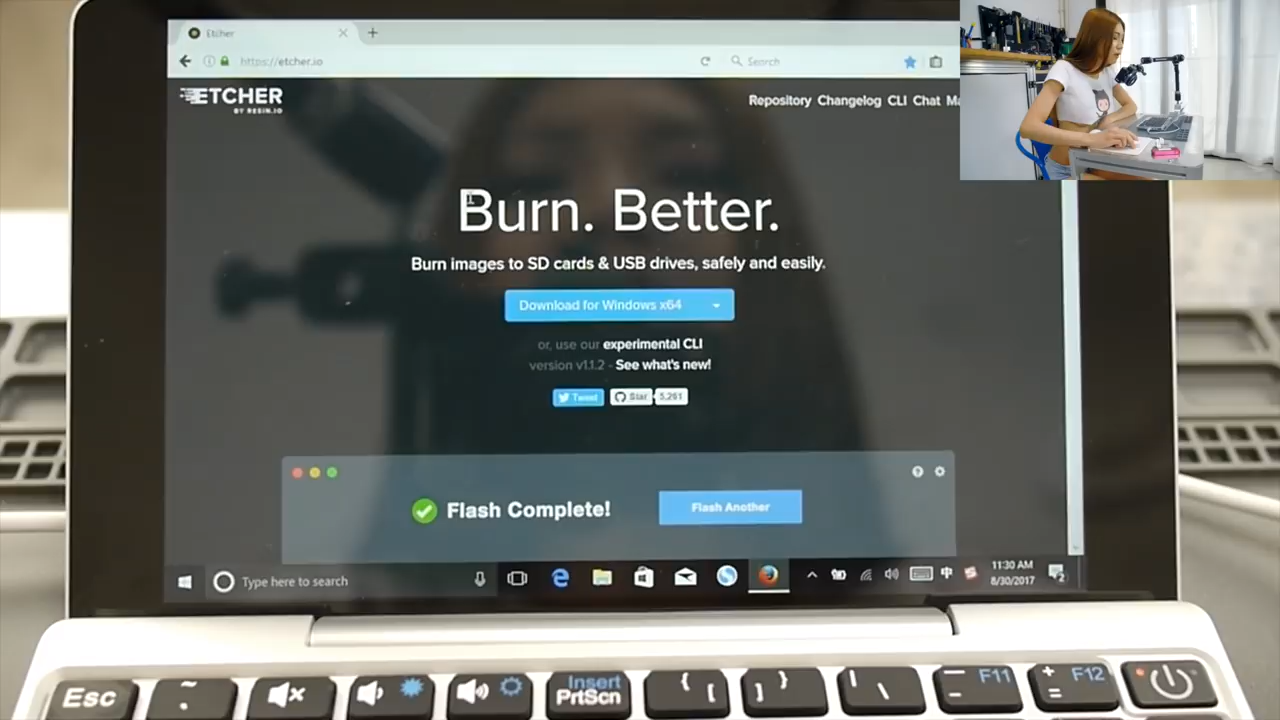 Etcher
https://etcher.io
Search
ETCHER
BY RESIN.IO
Repository Changelog CLI Chat Ma
Burn. Better.
Burn images to SD cards & USB drives, safely and easily.
Download for Windows x64
or, use our experimental CLI
version v1.1.2 - See what's new!
Tweet Star 5,261
Flash Complete! Flash Another
Type here to search
中
11:30 AM
8/30/2017
2
Esc
~
Insert
PrtScn
{ [
] }
| \
— - F11
+ = F12